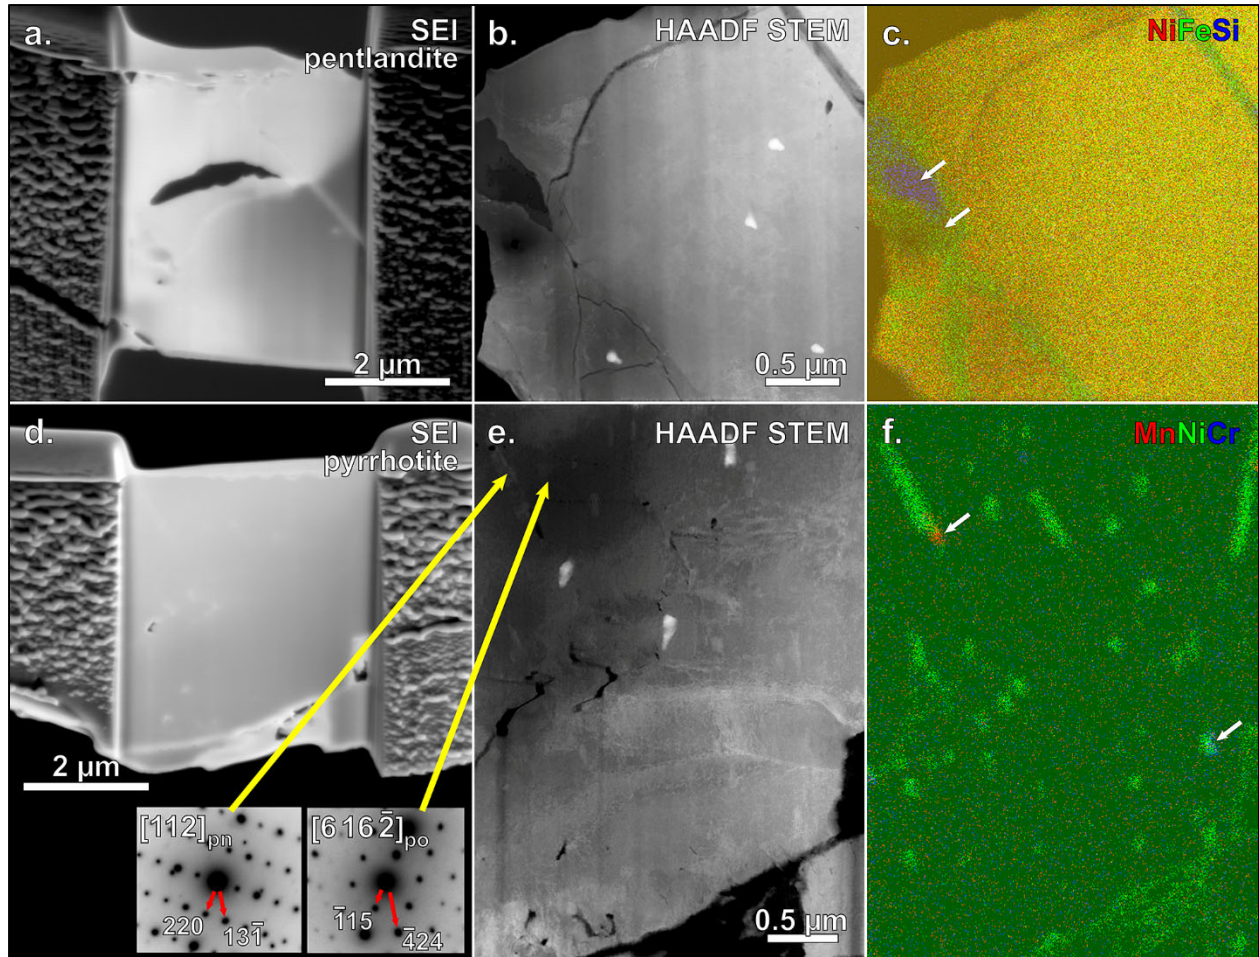 a.
SEI
pentlandite
2 µm
b.
HAADF STEM
0.5 µm
c.
NiFeSi
d.
SEI
pyrrhotite
2 µm
[112]pn
220
131̅
[6 16 2̅]po
1̅15
4̅24
e.
HAADF STEM
0.5 µm
f.
MnNiCr